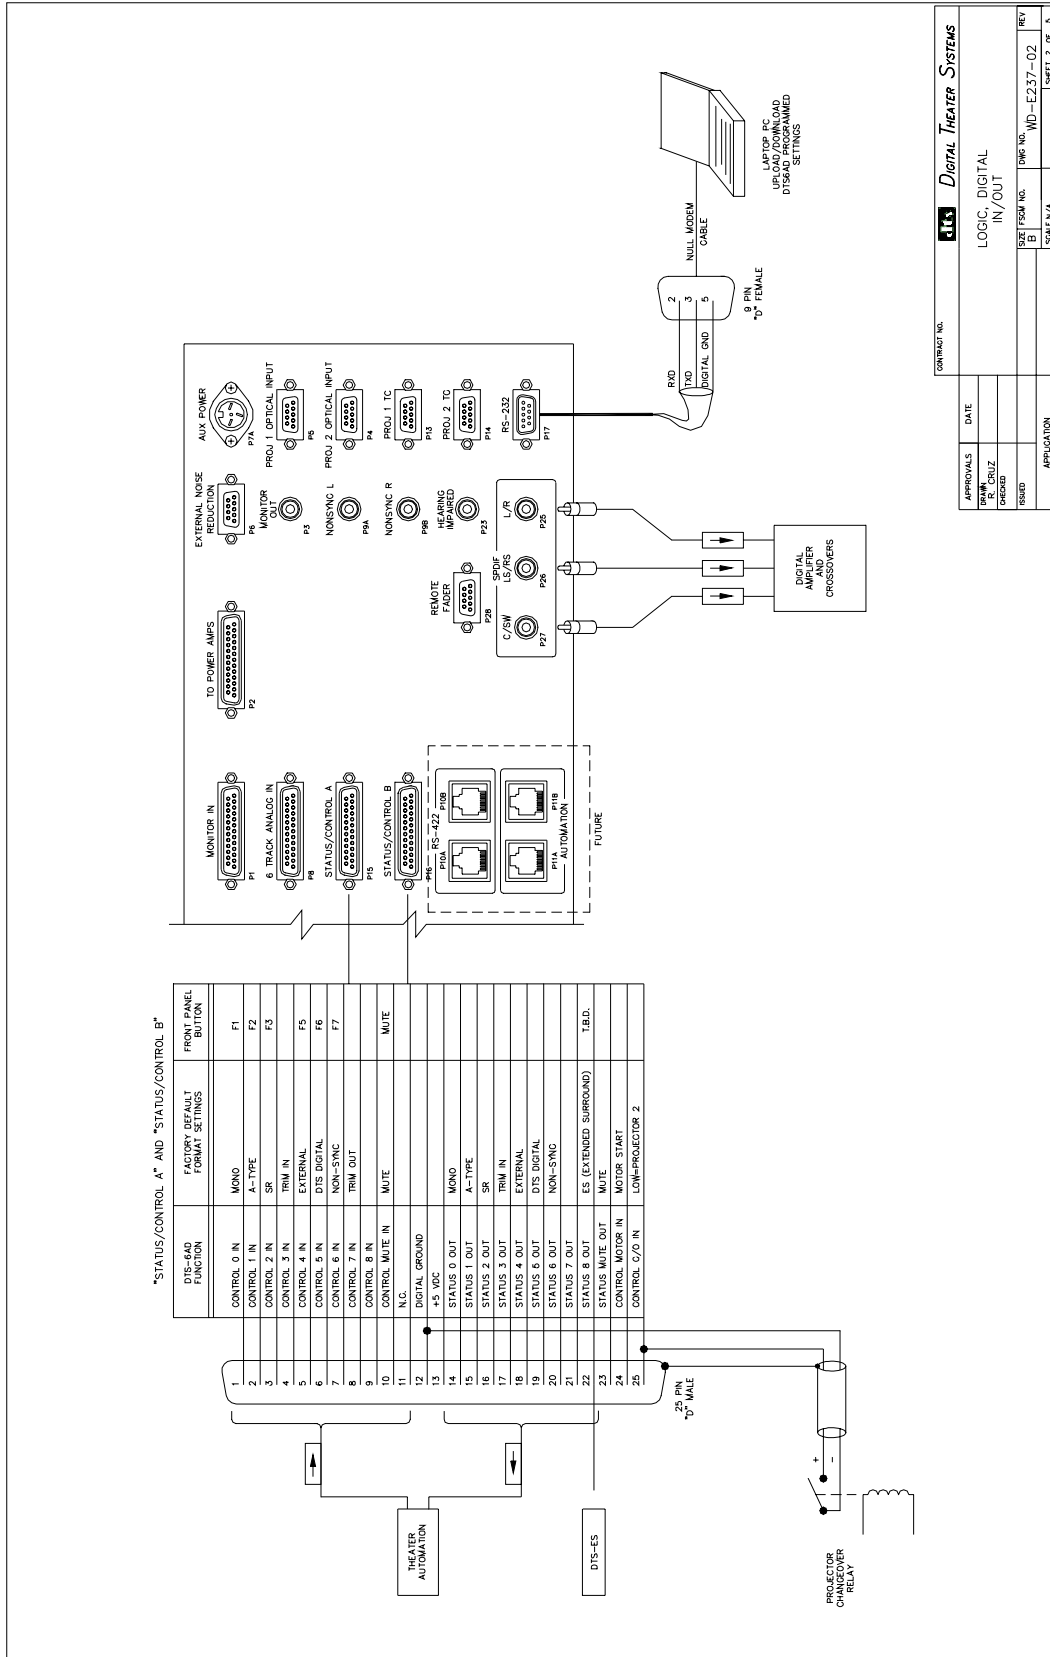 "STATUS/CONTROL A" AND "STATUS/CONTROL B"
DTS-6AD FUNCTION FACTORY DEFAULT FORMAT SETTINGS FRONT PANEL BUTTON
1 CONTROL 0 IN MONO F1
2 CONTROL 1 IN A-TYPE F2
3 CONTROL 2 IN SR F3
4 CONTROL 3 IN TRIM IN
5 CONTROL 4 IN EXTERNAL F5
6 CONTROL 5 IN DTS DIGITAL F6
7 CONTROL 6 IN NON-SYNC F7
8 CONTROL 7 IN TRIM OUT
9 CONTROL 8 IN
10 CONTROL MUTE IN MUTE MUTE
11 N.C.
12 DIGITAL GROUND
13 +5 VDC
14 STATUS 0 OUT MONO
15 STATUS 1 OUT A-TYPE
16 STATUS 2 OUT SR
17 STATUS 3 OUT TRIM IN
18 STATUS 4 OUT EXTERNAL
19 STATUS 5 OUT DTS DIGITAL
20 STATUS 6 OUT NON-SYNC
21 STATUS 7 OUT
22 STATUS 8 OUT ES (EXTENDED SURROUND) T.B.D.
23 STATUS MUTE OUT MUTE
24 CONTROL MOTOR IN MOTOR START
25 CONTROL C/O IN LOW=PROJECTOR 2
25 PIN
"D" MALE
THEATER
AUTOMATION
DTS-ES
+
-
PROJECTOR
CHANGEOVER
RELAY
MONITOR IN
P1
6 TRACK ANALOG IN
P8
STATUS/CONTROL A
P15
STATUS/CONTROL B
P16
RS-422
P10A
P10B
P11A
P11B
AUTOMATION
FUTURE
TO POWER AMPS
P2
EXTERNAL NOISE
REDUCTION
P6
MONITOR
OUT
P3
NONSYNC L
P9A
NONSYNC R
P9B
HEARING
IMPAIRED
P23
REMOTE
FADER
P28
SPDIF
C/SW
P27
LS/RS
P26
L/R
P25
AUX POWER
P7A
PROJ 1 OPTICAL INPUT
P5
PROJ 2 OPTICAL INPUT
P4
PROJ 1 TC
P13
PROJ 2 TC
P14
RS-232
P17
DIGITAL
AMPLIFIER
AND
CROSSOVERS
RXD
TXD
DIGITAL GND
2
3
5
9 PIN
"D" FEMALE
NULL MODEM
CABLE
LAPTOP PC
UPLOAD/DOWNLOAD
DTS6AD PROGRAMMED
SETTINGS
CONTRACT NO.
dts DIGITAL THEATER SYSTEMS
APPROVALS DATE
DRAWN
R. CRUZ
CHECKED
ISSUED
APPLICATION
LOGIC, DIGITAL
IN/OUT
SIZE
B
FSCM NO.
DWG NO.
WD-E237-02
REV
SCALE N/A
SHEET 2 OF 5